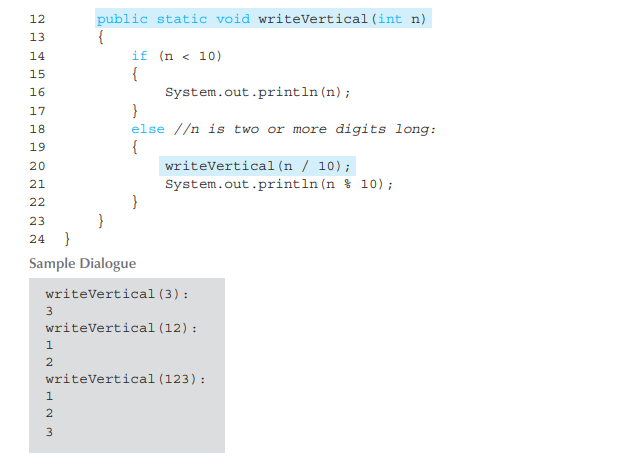 12 public static void writeVertical(int n)
13 {
14 if (n < 10)
15 {
16 System.out.println(n);
17 }
18 else //n is two or more digits long:
19 {
20 writeVertical(n / 10);
21 System.out.println(n % 10);
22 }
23 }
24 }
Sample Dialogue
writeVertical(3):
3
writeVertical(12):
1
2
writeVertical(123):
1
2
3